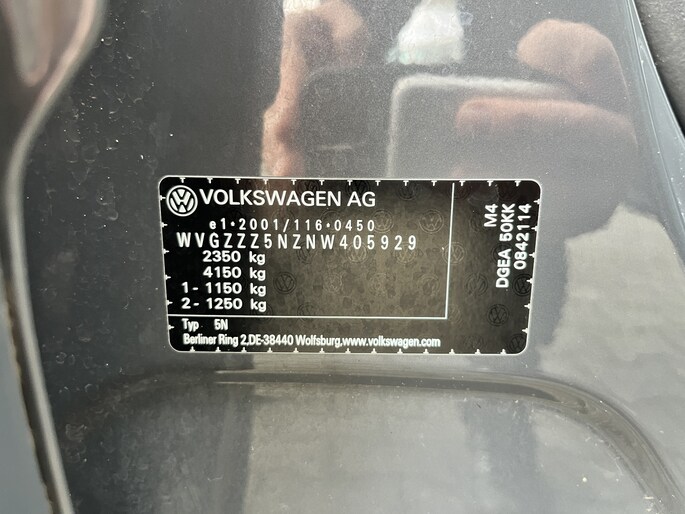 VOLKSWAGEN AG
e1*2001/116*0450
WVGZZZ5NZNW405929
2350 kg
4150 kg
1 - 1150 kg
2 - 1250 kg
Typ 5N
Berliner Ring 2,DE-38440 Wolfsburg,www.volkswagen.com
M4
DGEA 50KK
0842114